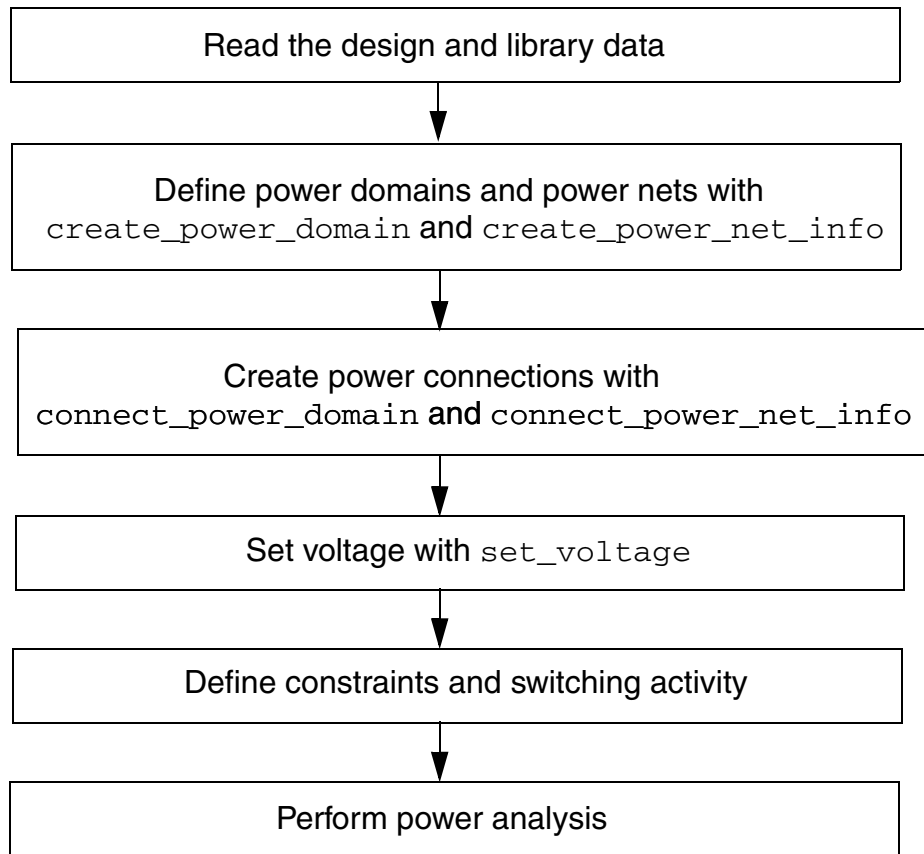 Read the design and library data
Define power domains and power nets with
create_power_domain and create_power_net_info
Create power connections with
connect_power_domain and connect_power_net_info
Set voltage with set_voltage
Define constraints and switching activity
Perform power analysis